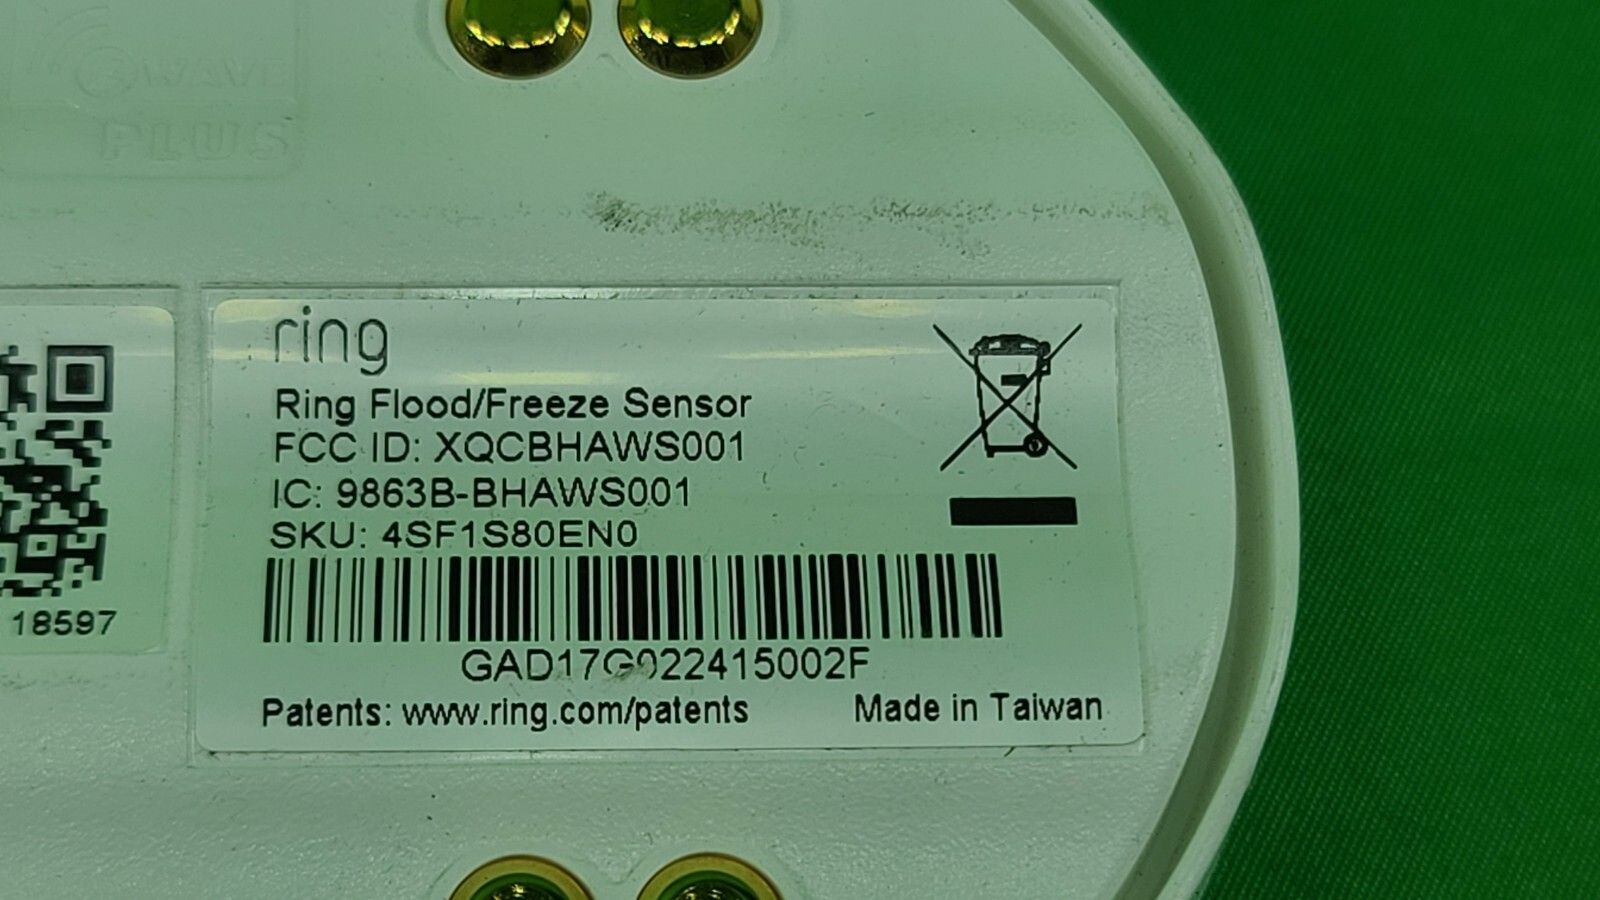 Z WAVE
PLUS
ring
Ring Flood/Freeze Sensor
FCC ID: XQCBHAWS001
IC: 9863B-BHAWS001
SKU: 4SF1S80EN0
18597
GAD17G022415002F
Patents: www.ring.com/patents
Made in Taiwan